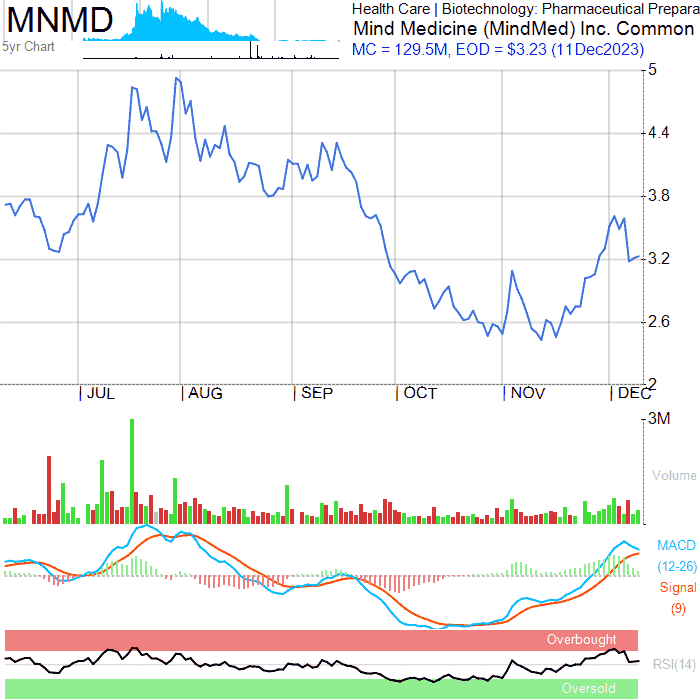 MNMD
5yr Chart
Health Care | Biotechnology: Pharmaceutical Prepara
Mind Medicine (MindMed) Inc. Common
MC = 129.5M, EOD = $3.23 (11Dec2023)
5
4.4
3.8
3.2
2.6
2
JUL
AUG
SEP
OCT
NOV
DEC
3M
Volume
MACD
(12-26)
Signal
(9)
Overbought
RSI(14)
Oversold